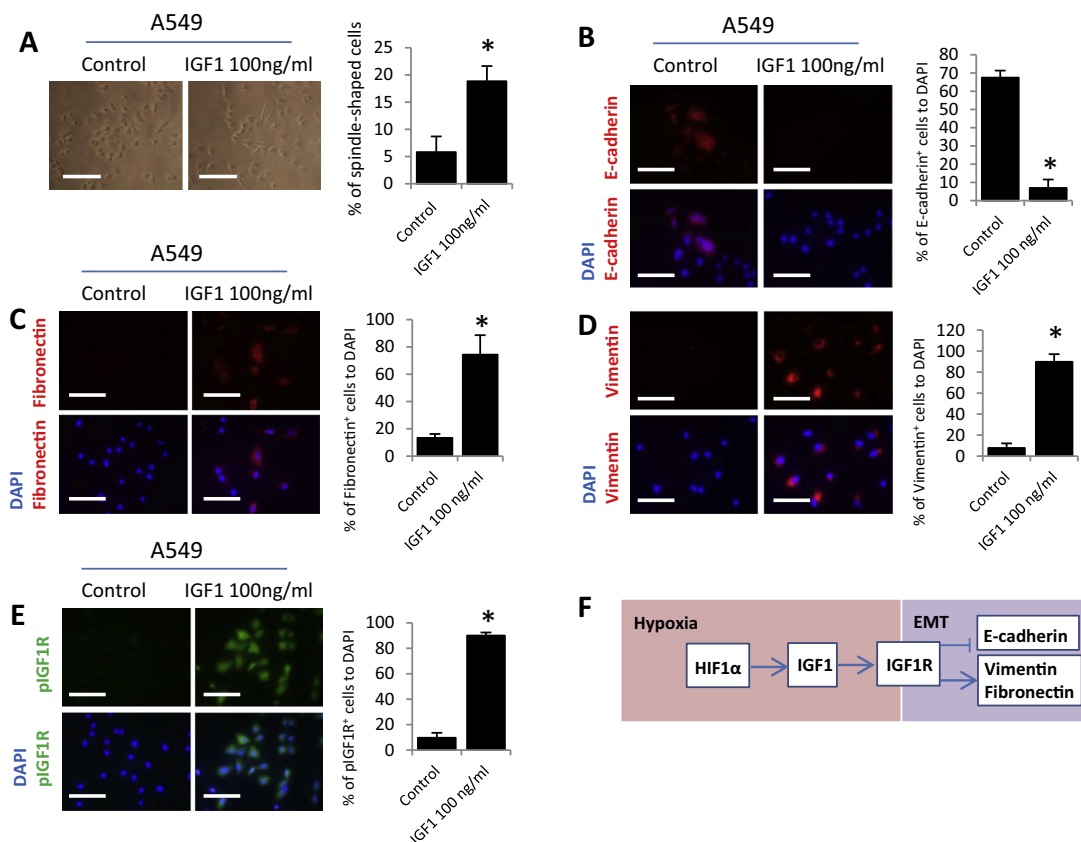 A
A549
Control
IGF1 100ng/ml
% of spindle-shaped cells
25
20
15
10
5
0
*
Control
IGF1 100ng/ml
B
A549
Control
IGF1 100ng/ml
E-cadherin
DAPI
E-cadherin
% of E-cadherin⁺ cells to DAPI
80
70
60
50
40
30
20
10
0
*
Control
IGF1 100 ng/ml
A549
Control
IGF1 100ng/ml
C
Fibronectin
DAPI
Fibronectin
% of Fibronectin⁺ cells to DAPI
100
80
60
40
20
0
*
Control
IGF1 100 ng/ml
D
Vimentin
DAPI
Vimentin
% of Vimentin⁺ cells to DAPI
120
100
80
60
40
20
0
*
Control
IGF1 100 ng/ml
A549
Control
IGF1 100ng/ml
E
pIGF1R
DAPI
pIGF1R
% of pIGF1R⁺ cells to DAPI
100
80
60
40
20
0
*
Control
IGF1 100 ng/ml
F
Hypoxia
EMT
HIF1α
IGF1
IGF1R
E-cadherin
Vimentin
Fibronectin